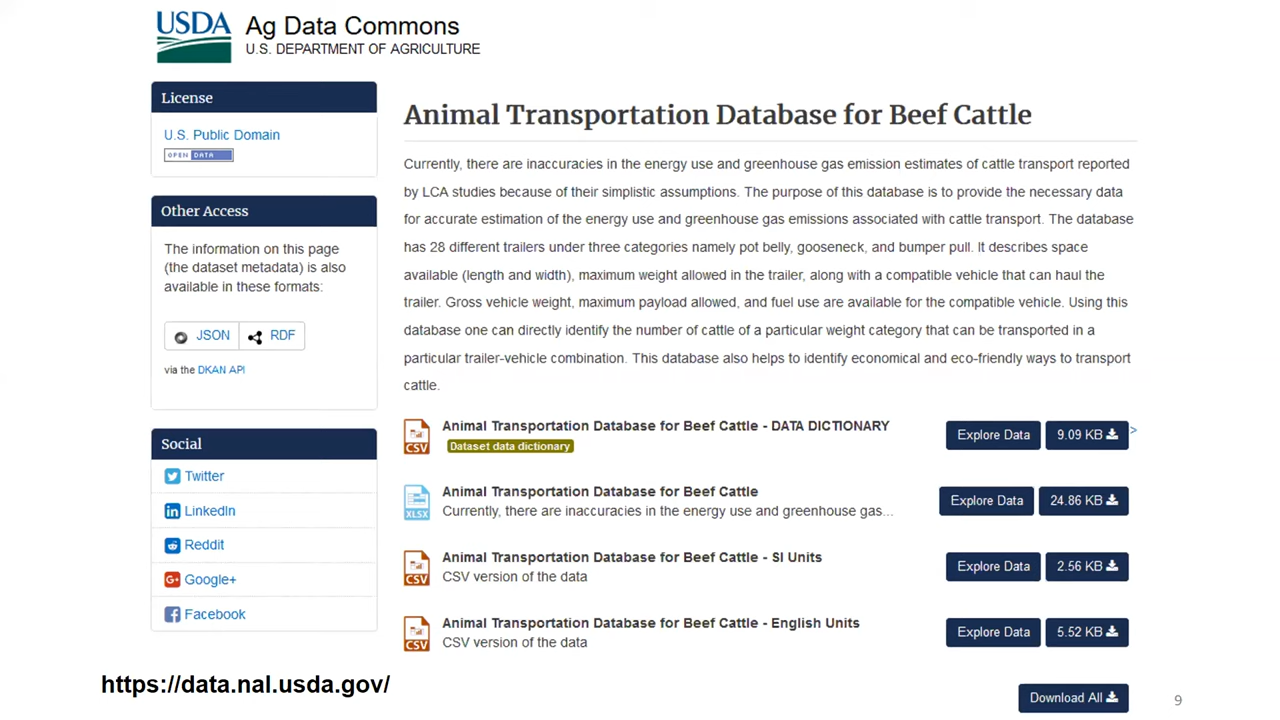 USDA
Ag Data Commons
U.S. DEPARTMENT OF AGRICULTURE
License
U.S. Public Domain
OPEN DATA
Other Access
The information on this page
(the dataset metadata) is also
available in these formats:
JSON
RDF
via the DKAN API
Social
Twitter
LinkedIn
Reddit
Google+
Facebook
Animal Transportation Database for Beef Cattle
Currently, there are inaccuracies in the energy use and greenhouse gas emission estimates of cattle transport reported
by LCA studies because of their simplistic assumptions. The purpose of this database is to provide the necessary data
for accurate estimation of the energy use and greenhouse gas emissions associated with cattle transport. The database
has 28 different trailers under three categories namely pot belly, gooseneck, and bumper pull. It describes space
available (length and width), maximum weight allowed in the trailer, along with a compatible vehicle that can haul the
trailer. Gross vehicle weight, maximum payload allowed, and fuel use are available for the compatible vehicle. Using this
database one can directly identify the number of cattle of a particular weight category that can be transported in a
particular trailer-vehicle combination. This database also helps to identify economical and eco-friendly ways to transport
cattle.
CSV
Animal Transportation Database for Beef Cattle - DATA DICTIONARY
Dataset data dictionary
Explore Data
9.09 KB
>
XLSX
Animal Transportation Database for Beef Cattle
Currently, there are inaccuracies in the energy use and greenhouse gas...
Explore Data
24.86 KB
CSV
Animal Transportation Database for Beef Cattle - SI Units
CSV version of the data
Explore Data
2.56 KB
CSV
Animal Transportation Database for Beef Cattle - English Units
CSV version of the data
Explore Data
5.52 KB
Download All
https://data.nal.usda.gov/
9